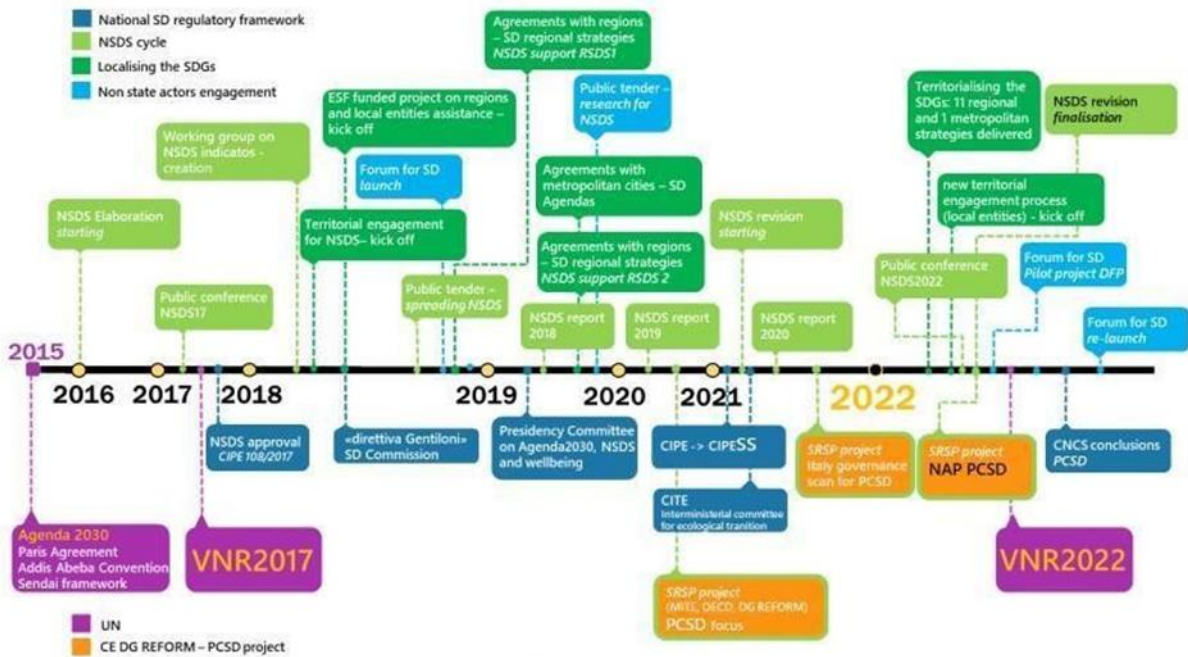 National SD regulatory framework
NSDS cycle
Localising the SDGs
Non state actors engagement
Agreements with regions
– SD regional strategies
NSDS support RSDS1
ESF funded project on regions
and local entities assistance –
kick off
Public tender –
research for
NSDS
Territorialising the
SDGs: 11 regional
and 1 metropolitan
strategies delivered
NSDS revision
finalisation
Working group on
NSDS indicatos -
creation
Forum for SD
launch
Agreements with
metropolitan cities – SD
Agendas
new territorial
engagement process
(local entities) - kick off
NSDS Elaboration
starting
Territorial engagement
for NSDS– kick off
Agreements with regions
– SD regional strategies
NSDS support RSDS 2
NSDS revision
starting
Public conference
NSDS2022
Forum for SD
Pilot project DFP
Public conference
NSDS17
Public tender –
spreading NSDS
NSDS report
2018
NSDS report
2019
NSDS report
2020
Forum for SD
re-launch
2015
2016
2017
2018
2019
2020
2021
2022
NSDS approval
CIPE 108/2017
«direttiva Gentiloni»
SD Commission
Presidency Committee
on Agenda2030, NSDS
and wellbeing
CIPE -> CIPESS
SRSP project
Italy governance
scan for PCSD
SRSP project
NAP PCSD
CNCS conclusions
PCSD
CITE
Interministerial committee
for ecological tranition
Agenda 2030
Paris Agreement
Addis Abeba Convention
Sendai framework
VNR2017
VNR2022
SRSP project
(MITE, OECD, DG REFORM)
PCSD focus
UN
CE DG REFORM – PCSD project